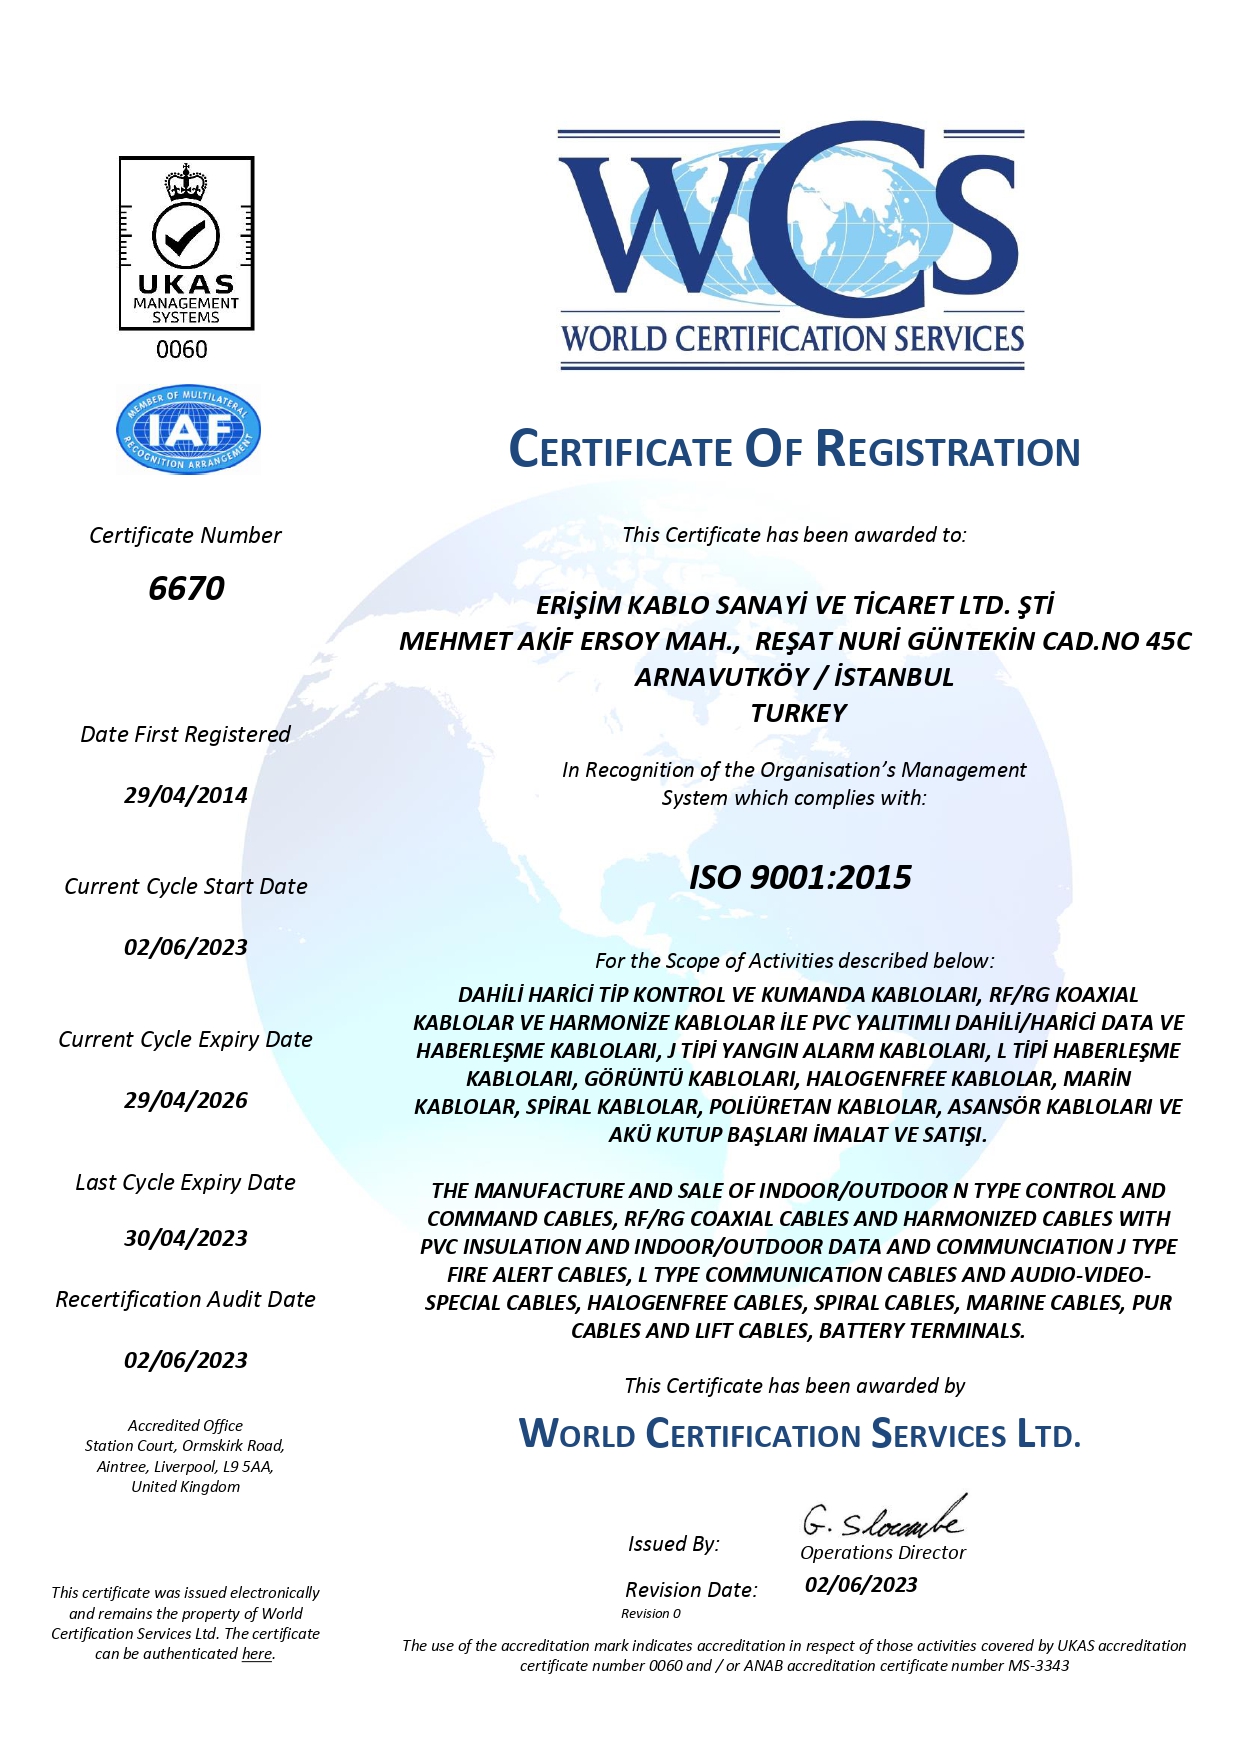 UKAS
MANAGEMENT
SYSTEMS
0060
MEMBER OF MULTILATERAL
IAF
RECOGNITION ARRANGEMENT
Certificate Number
6670
Date First Registered
29/04/2014
Current Cycle Start Date
02/06/2023
Current Cycle Expiry Date
29/04/2026
Last Cycle Expiry Date
30/04/2023
Recertification Audit Date
02/06/2023
Accredited Office
Station Court, Ormskirk Road,
Aintree, Liverpool, L9 5AA,
United Kingdom
This certificate was issued electronically
and remains the property of World
Certification Services Ltd. The certificate
can be authenticated here.
WCS
WORLD CERTIFICATION SERVICES
CERTIFICATE OF REGISTRATION
This Certificate has been awarded to:
ERİŞİM KABLO SANAYİ VE TİCARET LTD. ŞTİ
MEHMET AKİF ERSOY MAH., REŞAT NURİ GÜNTEKİN CAD.NO 45C
ARNAVUTKÖY / İSTANBUL
TURKEY
In Recognition of the Organisation’s Management
System which complies with:
ISO 9001:2015
For the Scope of Activities described below:
DAHİLİ HARİCİ TİP KONTROL VE KUMANDA KABLOLARI, RF/RG KOAXIAL
KABLOLAR VE HARMONİZE KABLOLAR İLE PVC YALITIMLI DAHİLİ/HARİCİ DATA VE
HABERLEŞME KABLOLARI, J TİPİ YANGIN ALARM KABLOLARI, L TİPİ HABERLEŞME
KABLOLARI, GÖRÜNTÜ KABLOLARI, HALOGENFREE KABLOLAR, MARİN
KABLOLAR, SPİRAL KABLOLAR, POLİÜRETAN KABLOLAR, ASANSÖR KABLOLARI VE
AKÜ KUTUP BAŞLARI İMALAT VE SATIŞI.
THE MANUFACTURE AND SALE OF INDOOR/OUTDOOR N TYPE CONTROL AND
COMMAND CABLES, RF/RG COAXIAL CABLES AND HARMONIZED CABLES WITH
PVC INSULATION AND INDOOR/OUTDOOR DATA AND COMMUNCIATION J TYPE
FIRE ALERT CABLES, L TYPE COMMUNICATION CABLES AND AUDIO-VIDEO-
SPECIAL CABLES, HALOGENFREE CABLES, SPIRAL CABLES, MARINE CABLES, PUR
CABLES AND LIFT CABLES, BATTERY TERMINALS.
This Certificate has been awarded by
WORLD CERTIFICATION SERVICES LTD.
G. Slocombe
Issued By:
Operations Director
Revision Date: 02/06/2023
Revision 0
The use of the accreditation mark indicates accreditation in respect of those activities covered by UKAS accreditation
certificate number 0060 and / or ANAB accreditation certificate number MS-3343